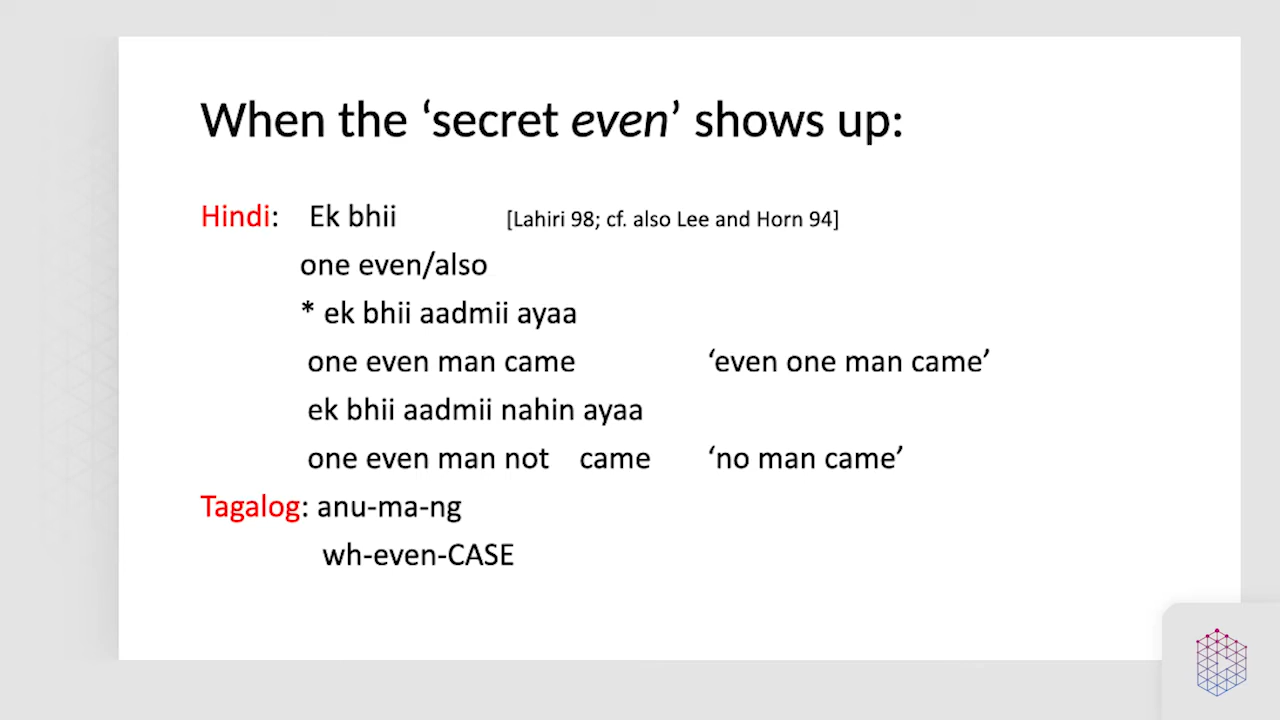 When the ‘secret even’ shows up:
Hindi: Ek bhii [Lahiri 98; cf. also Lee and Horn 94]
one even/also
* ek bhii aadmii ayaa
one even man came ‘even one man came’
ek bhii aadmii nahin ayaa
one even man not came ‘no man came’
Tagalog: anu-ma-ng
wh-even-CASE